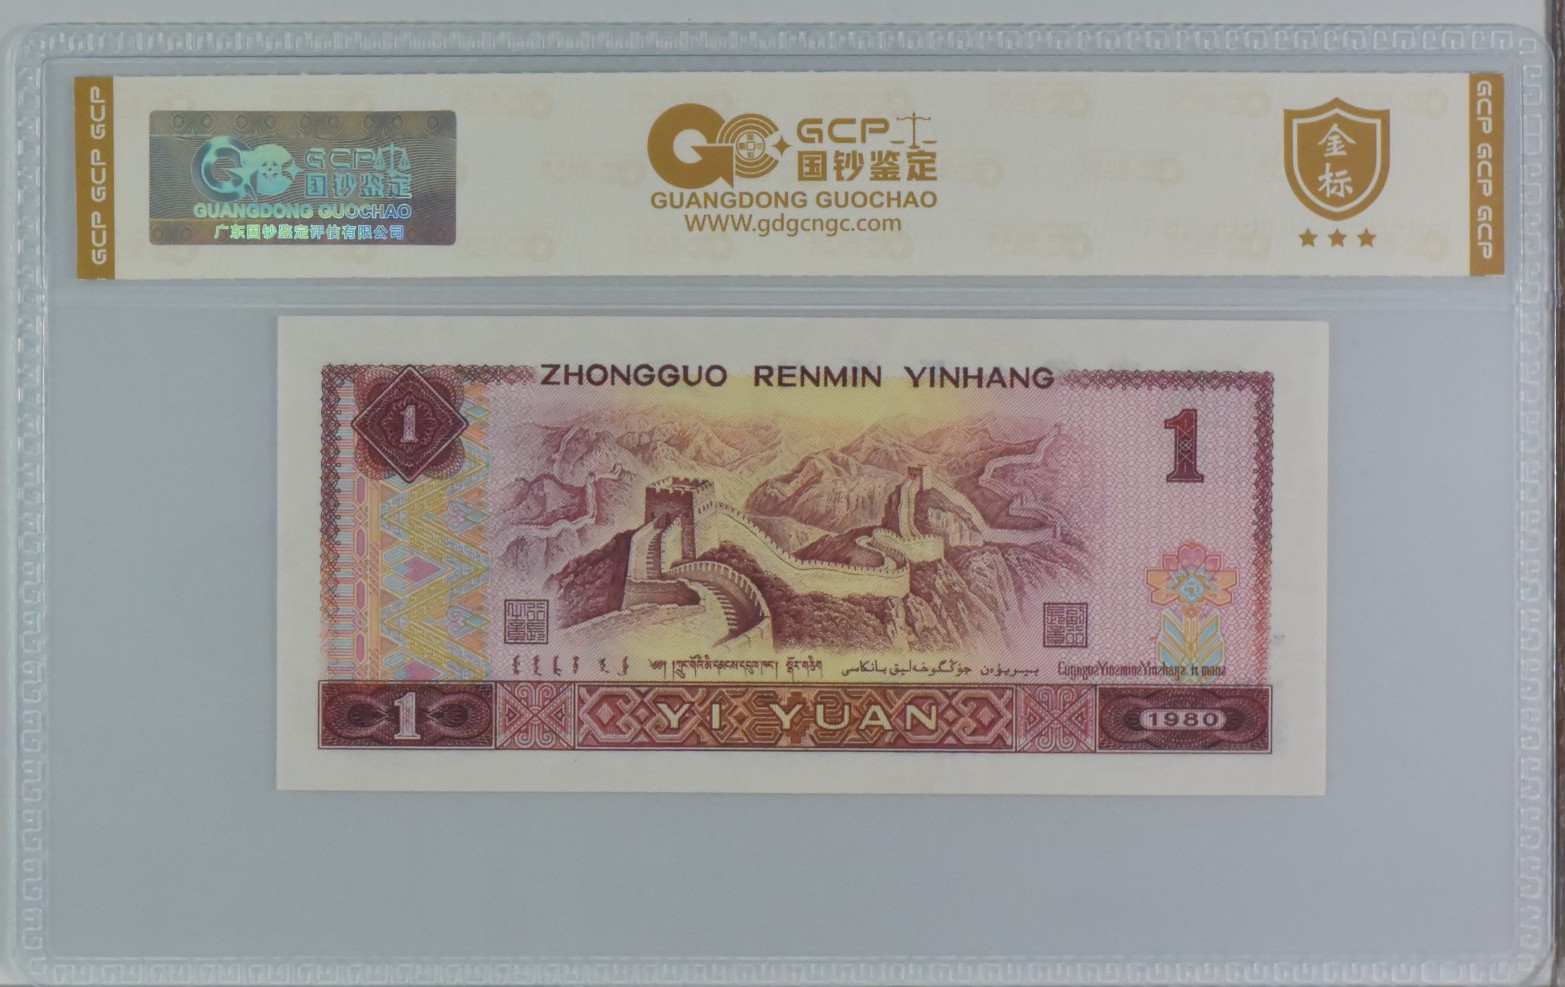 GCP GCP GCP
GCP
国钞鉴定
GUANGDONG GUOCHAO
广东国钞鉴定评估有限公司
GCP
国钞鉴定
GUANGDONG GUOCHAO
WWW.gdgcngc.com
金标
GCP GCP GCP
ZHONGGUO RENMIN YINHANG
1
1
1
YI YUAN
1980